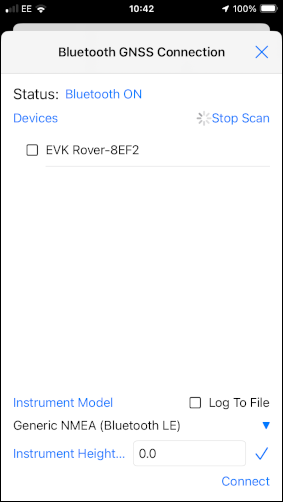 EE 10:42 100%
Bluetooth GNSS Connection
Status: Bluetooth ON
Devices Stop Scan
EVK Rover-8EF2
Instrument Model Log To File
Generic NMEA (Bluetooth LE)
Instrument Height... 0.0
Connect